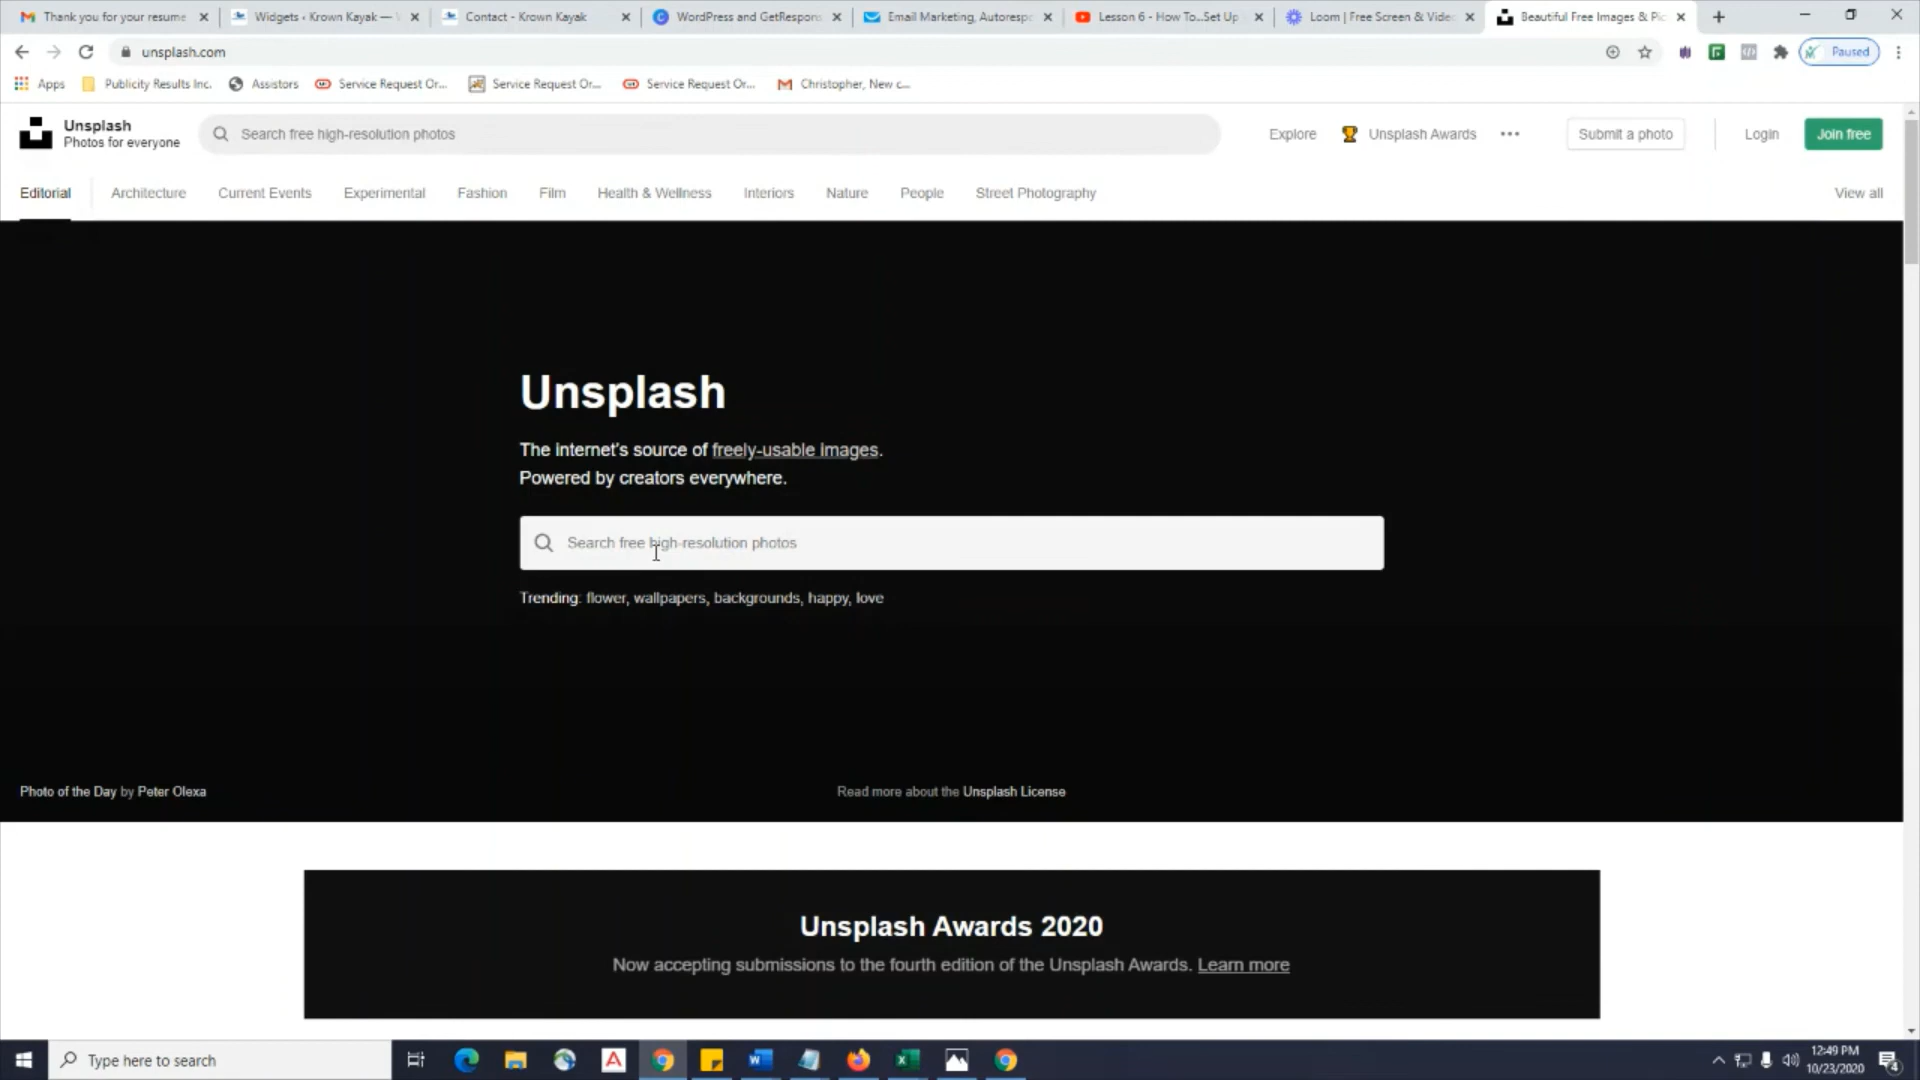 Thank you for your resume
Widgets ‹ Krown Kayak —
Contact - Krown Kayak
WordPress and GetRespons
Email Marketing, Autorespo
Lesson 6 - How To...Set Up
Loom | Free Screen & Video
Beautiful Free Images & Pic
unsplash.com
Paused
Apps
Publicity Results Inc.
Assistors
Service Request Or...
Service Request Or...
Service Request Or...
Christopher, New c...
Unsplash
Photos for everyone
Search free high-resolution photos
Explore
Unsplash Awards
Submit a photo
Login
Join free
Editorial
Architecture
Current Events
Experimental
Fashion
Film
Health & Wellness
Interiors
Nature
People
Street Photography
View all
Unsplash
The internet's source of freely-usable images.
Powered by creators everywhere.
Search free high-resolution photos
Trending: flower, wallpapers, backgrounds, happy, love
Photo of the Day by Peter Olexa
Read more about the Unsplash License
Unsplash Awards 2020
Now accepting submissions to the fourth edition of the Unsplash Awards. Learn more
Type here to search
12:49 PM
10/23/2020
4